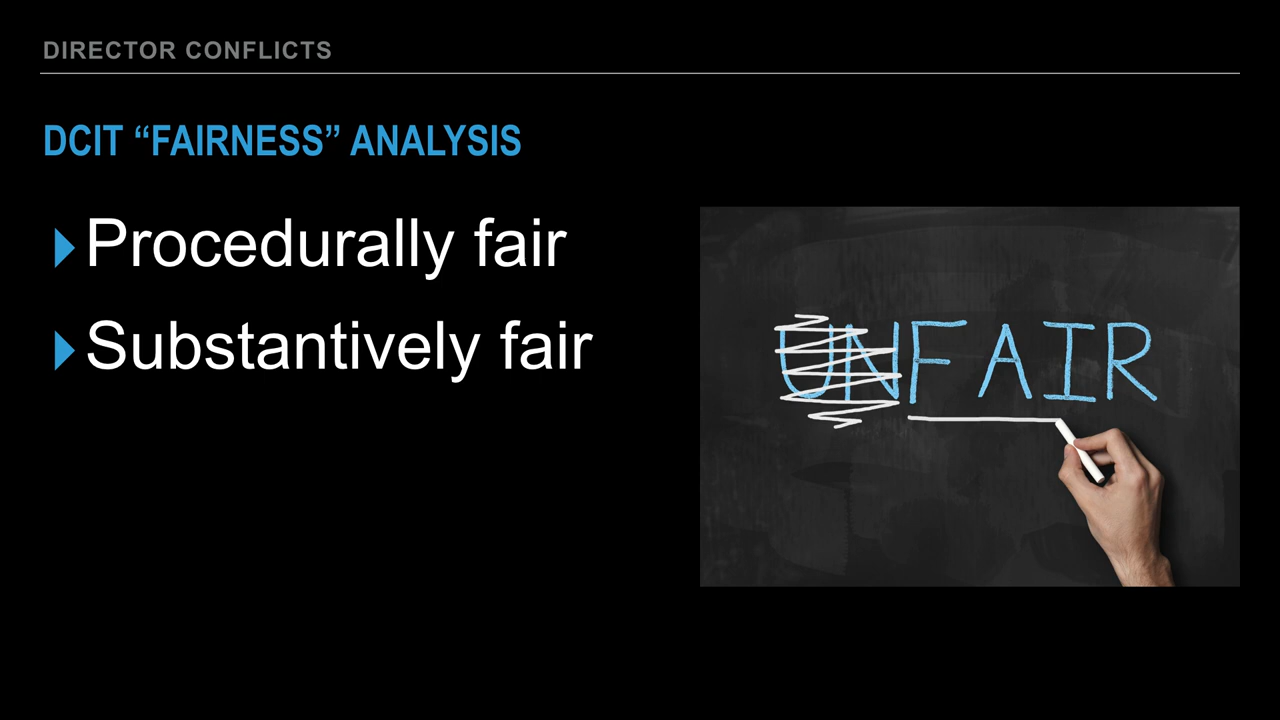 DIRECTOR CONFLICTS
DCIT “FAIRNESS” ANALYSIS
Procedurally fair
Substantively fair
UNFAIR